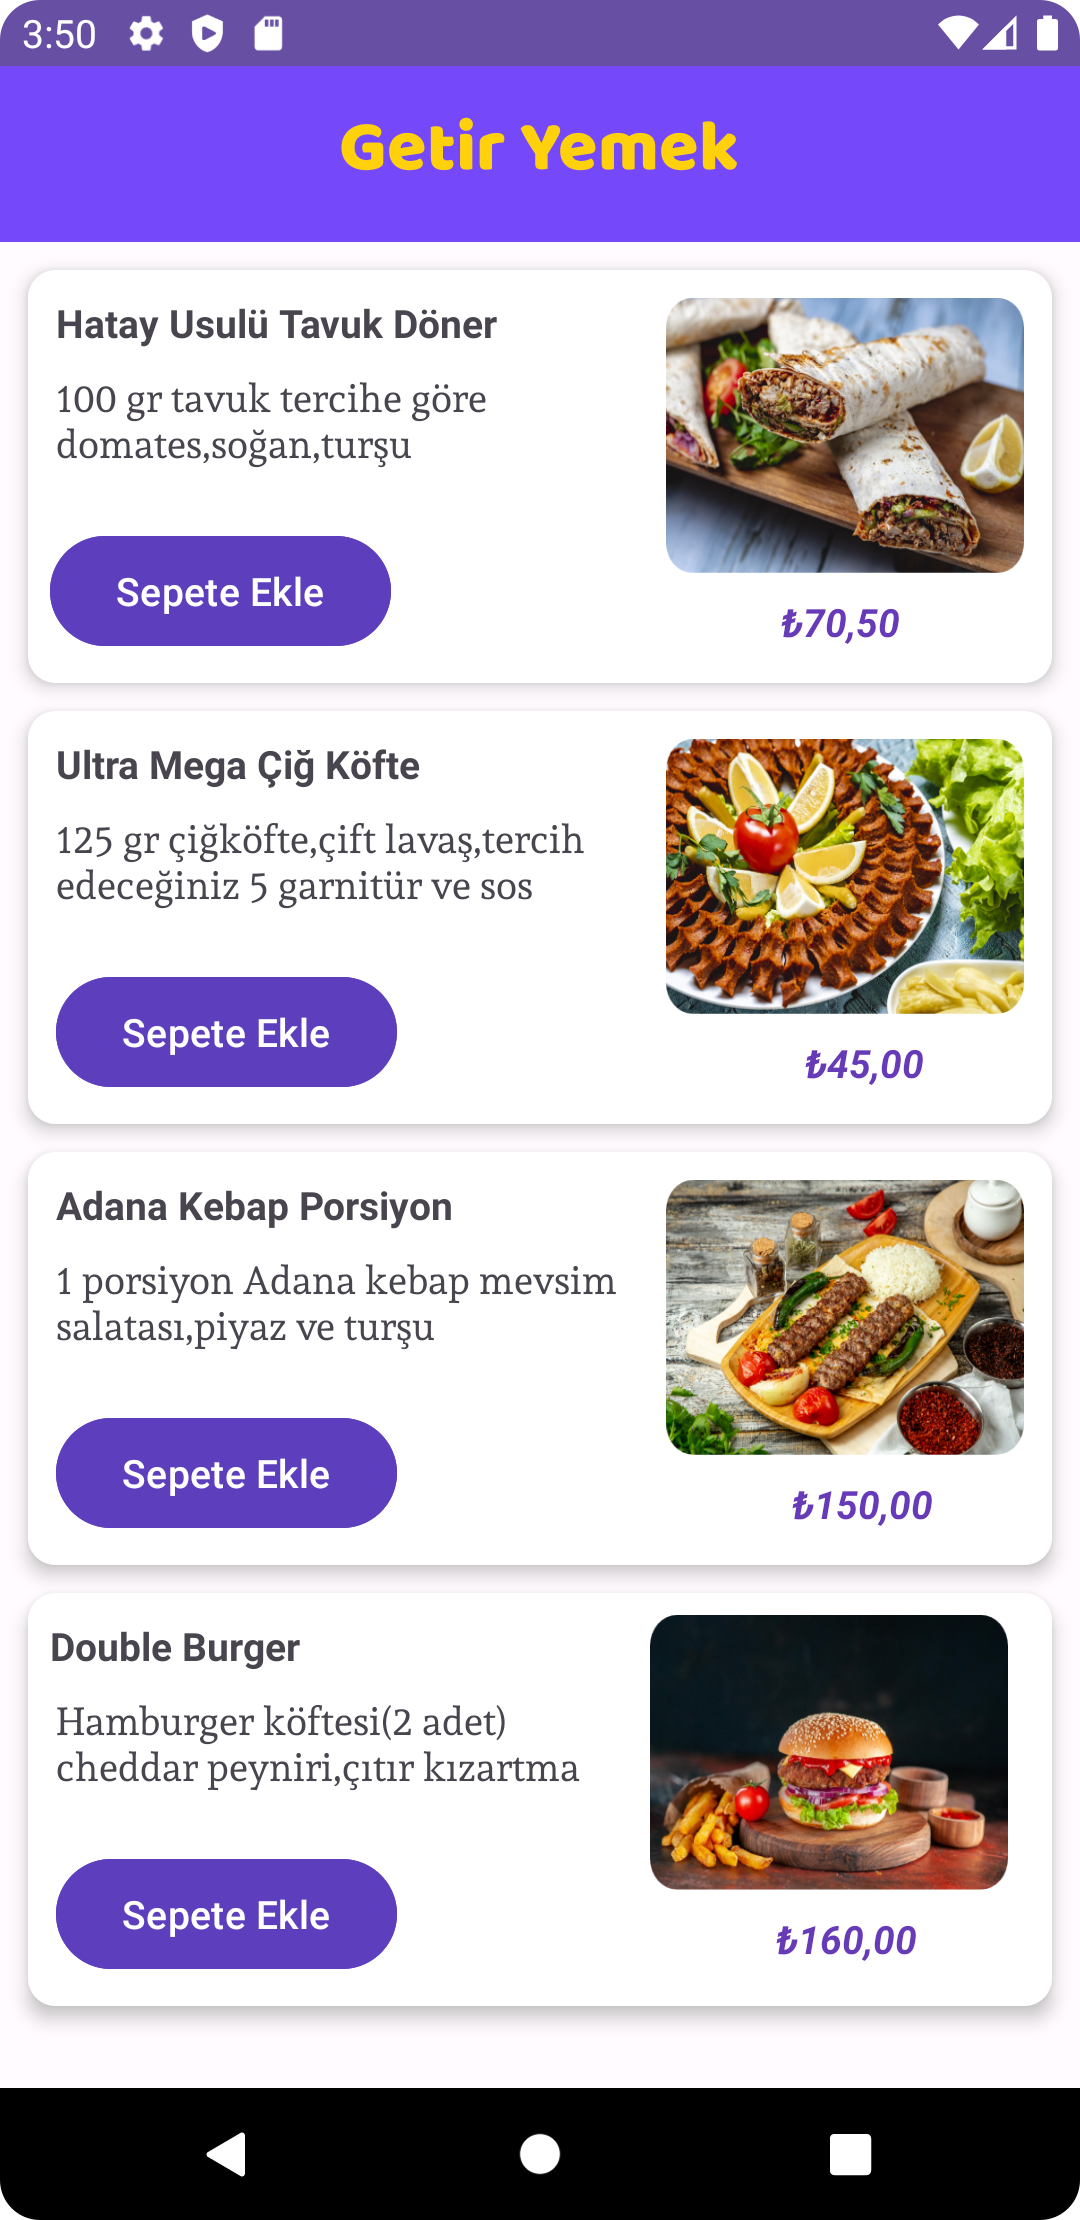 3:50
Getir Yemek
Hatay Usulü Tavuk Döner
100 gr tavuk tercihe göre
domates,soğan,turşu
Sepete Ekle
₺70,50
Ultra Mega Çiğ Köfte
125 gr çiğköfte,çift lavaş,tercih
edeceğiniz 5 garnitür ve sos
Sepete Ekle
₺45,00
Adana Kebap Porsiyon
1 porsiyon Adana kebap mevsim
salatası,piyaz ve turşu
Sepete Ekle
₺150,00
Double Burger
Hamburger köftesi(2 adet)
cheddar peyniri,çıtır kızartma
Sepete Ekle
₺160,00